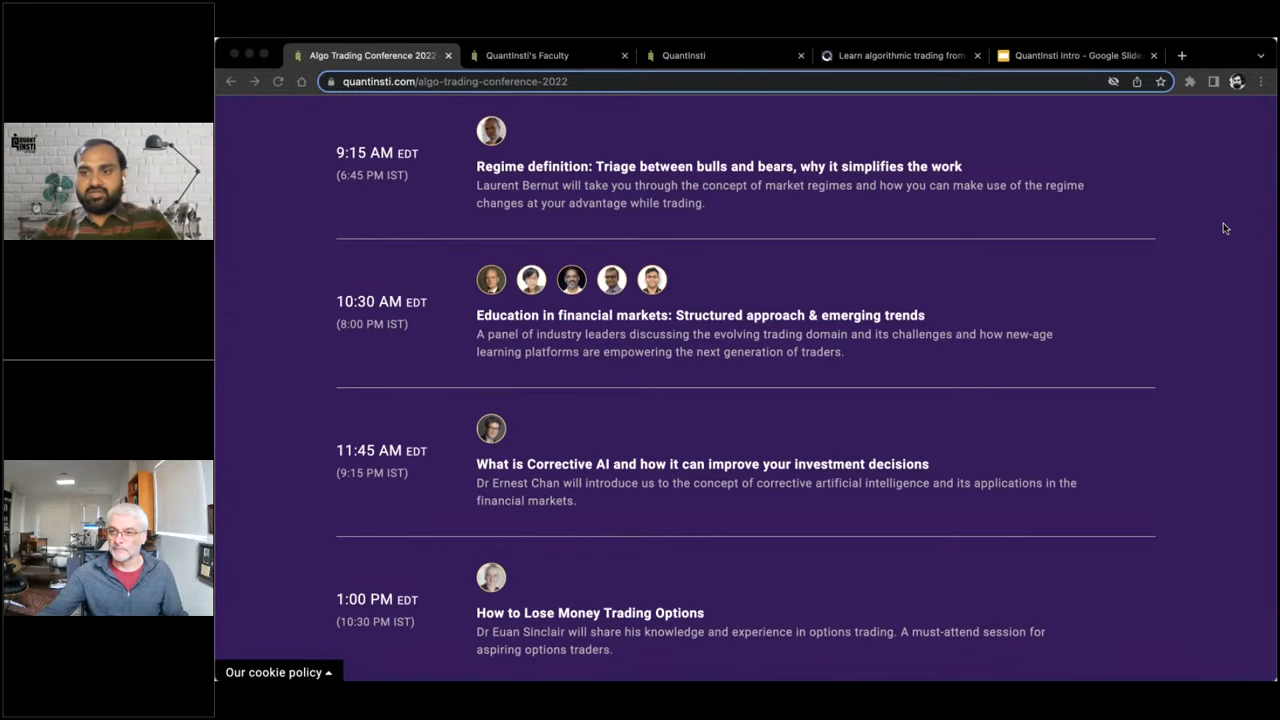 Algo Trading Conference 2022
QuantInsti's Faculty
QuantInsti
Learn algorithmic trading from
QuantInsti Intro - Google Slide
quantinsti.com/algo-trading-conference-2022
QUANT
INSTI
9:15 AM EDT
(6:45 PM IST)
Regime definition: Triage between bulls and bears, why it simplifies the work
Laurent Bernut will take you through the concept of market regimes and how you can make use of the regime
changes at your advantage while trading.
10:30 AM EDT
(8:00 PM IST)
Education in financial markets: Structured approach & emerging trends
A panel of industry leaders discussing the evolving trading domain and its challenges and how new-age
learning platforms are empowering the next generation of traders.
11:45 AM EDT
(9:15 PM IST)
What is Corrective AI and how it can improve your investment decisions
Dr Ernest Chan will introduce us to the concept of corrective artificial intelligence and its applications in the
financial markets.
1:00 PM EDT
(10:30 PM IST)
How to Lose Money Trading Options
Dr Euan Sinclair will share his knowledge and experience in options trading. A must-attend session for
aspiring options traders.
Our cookie policy